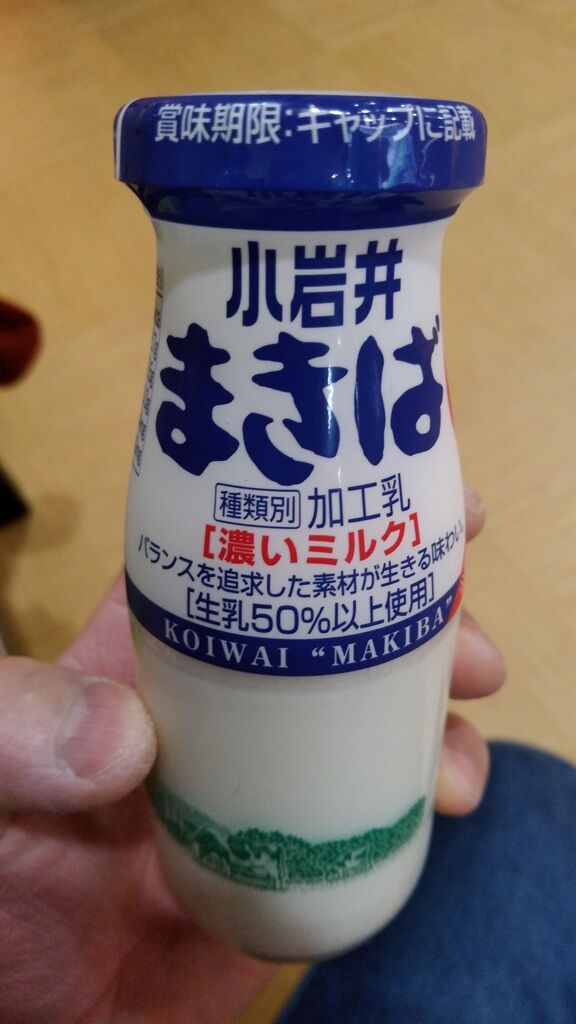 賞味期限:キャップに記載
小岩井
まきば
種類別 加工乳
[濃いミルク]
バランスを追求した素材が生きる味わい。
[生乳50%以上使用]
KOIWAI “MAKIBA”